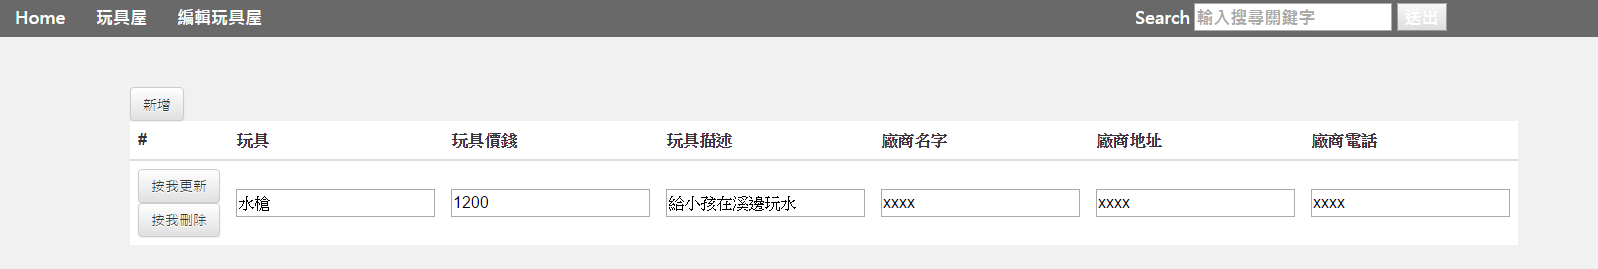 Home 玩具屋 編輯玩具屋 Search 輸入搜尋關鍵字 送出
新增
# 玩具 玩具價錢 玩具描述 廠商名字 廠商地址 廠商電話
按我更新
水槍 1200 給小孩在溪邊玩水 xxxx xxxx xxxx
按我刪除